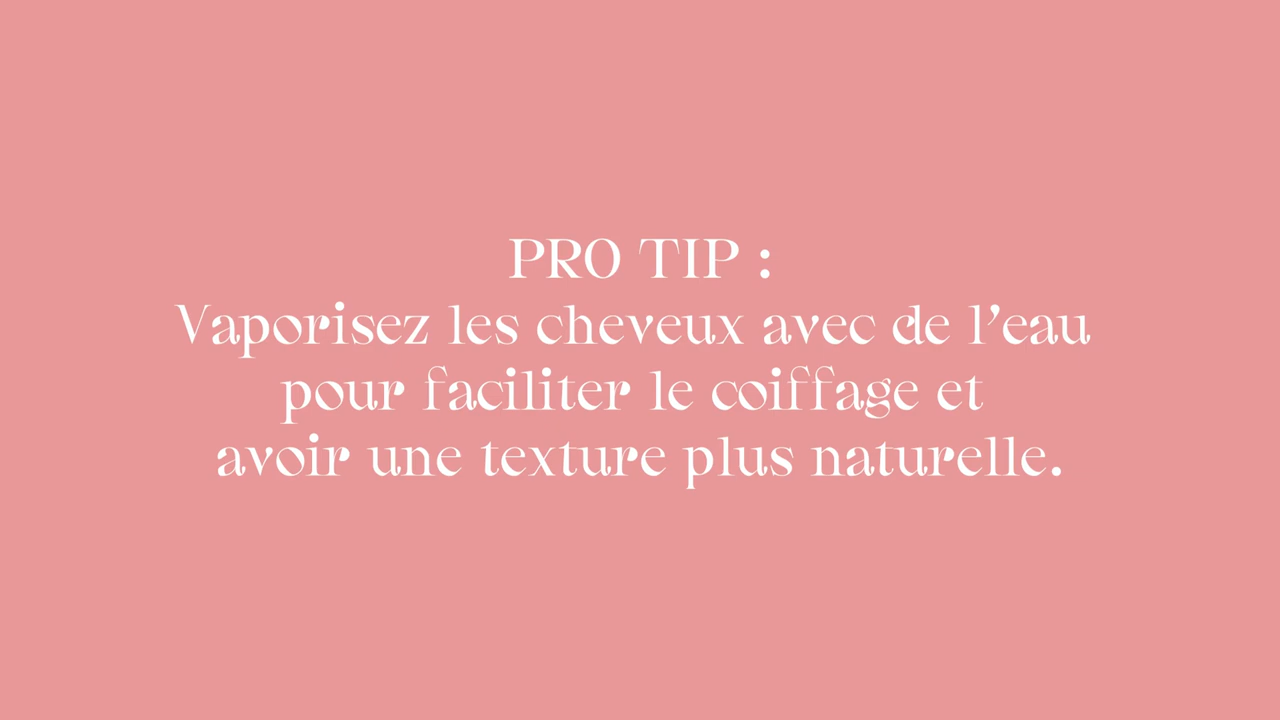 PRO TIP :
Vaporisez les cheveux avec de l’eau
pour faciliter le coiffage et
avoir une texture plus naturelle.